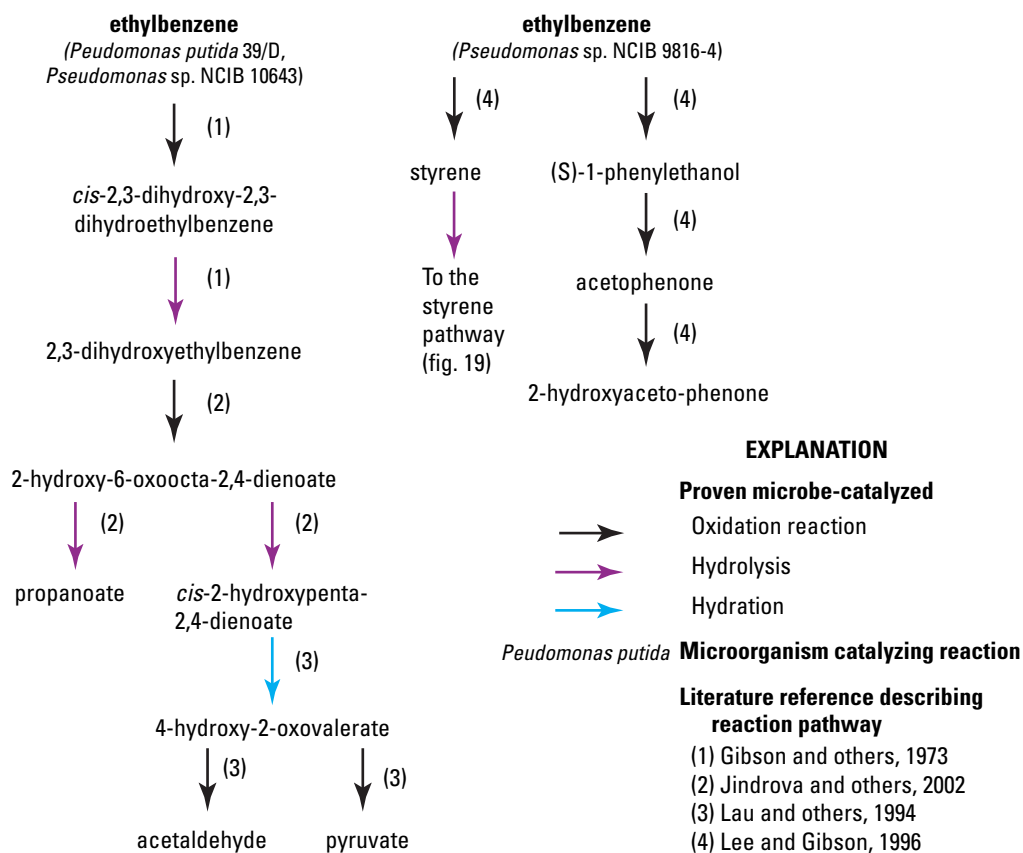 ethylbenzene
(Peudomonas putida 39/D,
Pseudomonas sp. NCIB 10643)
(1)
cis-2,3-dihydroxy-2,3-
dihydroethylbenzene
(1)
2,3-dihydroxyethylbenzene
(2)
2-hydroxy-6-oxoocta-2,4-dienoate
(2)
(2)
propanoate
cis-2-hydroxypenta-
2,4-dienoate
(3)
4-hydroxy-2-oxovalerate
(3)
(3)
acetaldehyde
pyruvate
ethylbenzene
(Pseudomonas sp. NCIB 9816-4)
(4)
(4)
styrene
(S)-1-phenylethanol
(4)
To the
styrene
pathway
(fig. 19)
acetophenone
(4)
2-hydroxyaceto-phenone
EXPLANATION
Proven microbe-catalyzed
Oxidation reaction
Hydrolysis
Hydration
Peudomonas putida Microorganism catalyzing reaction
Literature reference describing
reaction pathway
(1) Gibson and others, 1973
(2) Jindrova and others, 2002
(3) Lau and others, 1994
(4) Lee and Gibson, 1996